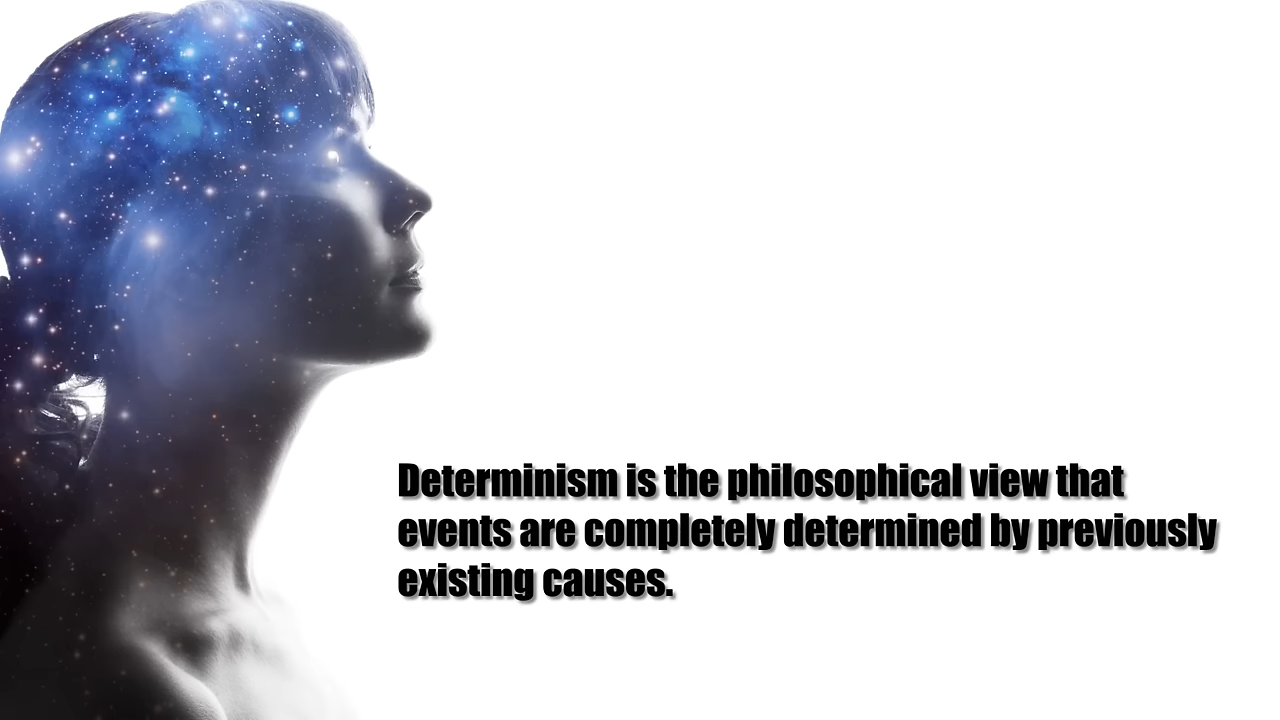 Determinism is the philosophical view that
events are completely determined by previously
existing causes.